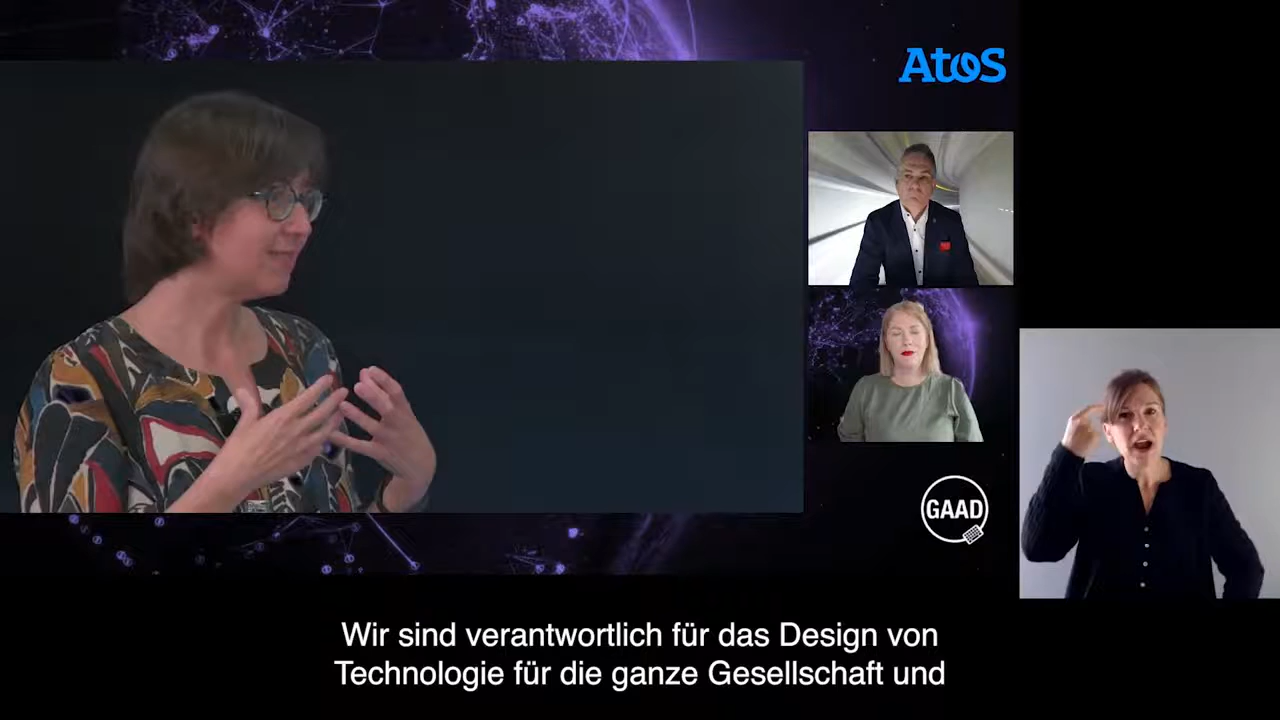 Atos
GAAD
Wir sind verantwortlich für das Design von
Technologie für die ganze Gesellschaft und